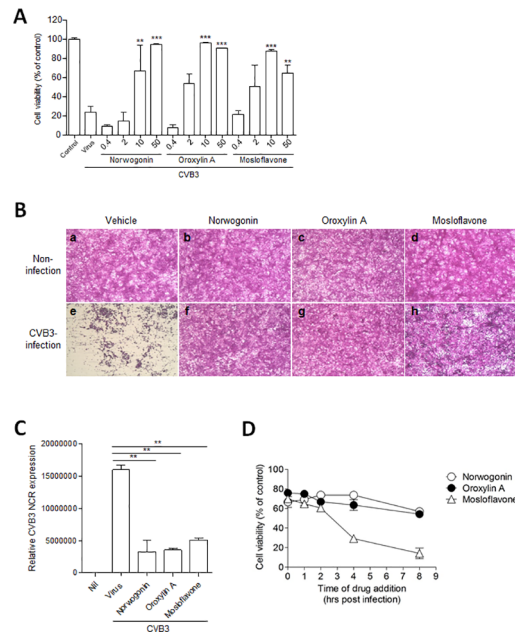 A
Cell viability (% of control)
120
100
80
60
40
20
0
** *** *** *** *** **
Control Virus 0.4 2 10 50 0.4 2 10 50 0.4 2 10 50
Norwogonin Oroxylin A Mosloflavone
CVB3
B
Vehicle Norwogonin Oroxylin A Mosloflavone
Non-
infection
a b c d
CVB3-
infection
e f g h
C
Relative CVB3 NCR expression
20000000
15000000
10000000
5000000
0
**
**
**
Nil Virus Norwogonin Oroxylin A Mosloflavone
CVB3
D
Cell viability (% of control)
100
80
60
40
20
0
0 1 2 3 4 5 6 7 8 9
Time of drug addition
(hrs post infection)
Norwogonin
Oroxylin A
Mosloflavone